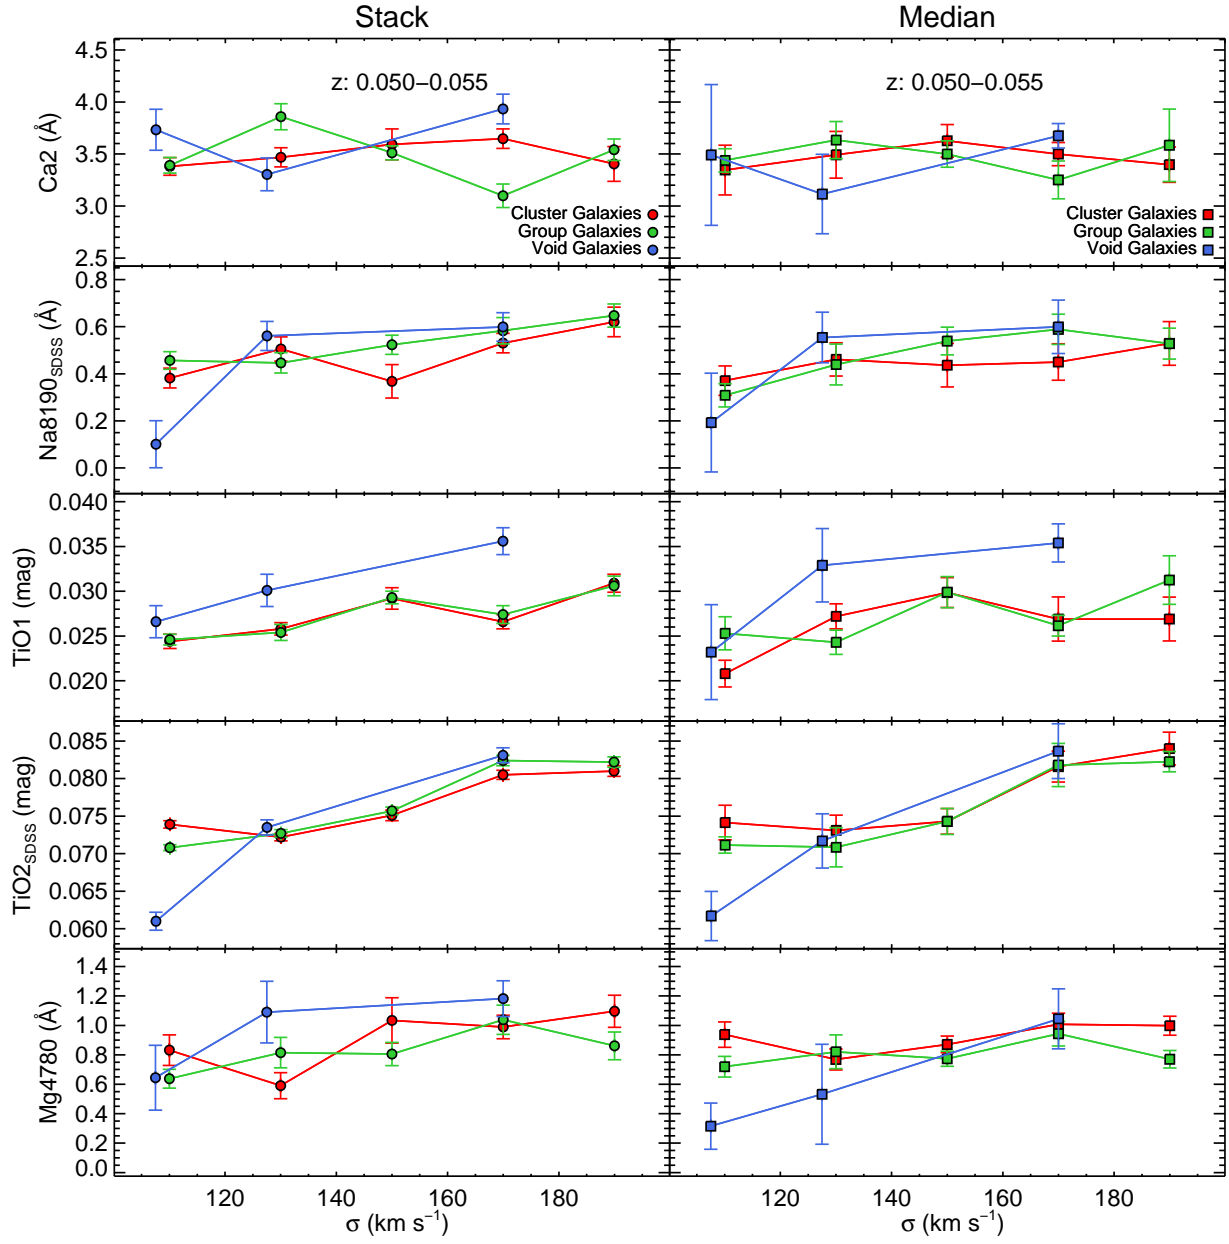 Stack Median
4.5
4.0
3.5
3.0
2.5
Ca2 (Å)
z: 0.050−0.055
Cluster Galaxies
Group Galaxies
Void Galaxies
z: 0.050−0.055
Cluster Galaxies
Group Galaxies
Void Galaxies
0.8
0.6
0.4
0.2
0.0
Na8190SDSS (Å)
0.040
0.035
0.030
0.025
0.020
TiO1 (mag)
0.085
0.080
0.075
0.070
0.065
0.060
TiO2SDSS (mag)
1.4
1.2
1.0
0.8
0.6
0.4
0.2
0.0
Mg4780 (Å)
120 140 160 180 120 140 160 180
σ (km s−1) σ (km s−1)